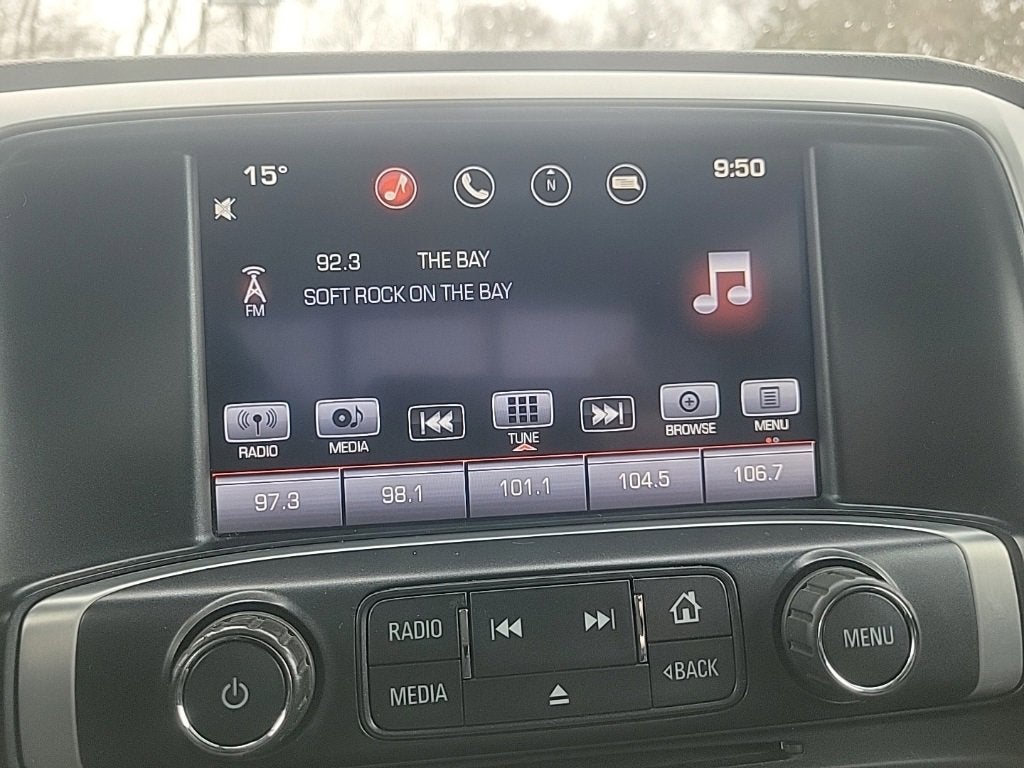 15°
9:50
N
92.3 THE BAY
SOFT ROCK ON THE BAY
FM
RADIO MEDIA TUNE BROWSE MENU
97.3 98.1 101.1 104.5 106.7
RADIO
MEDIA
BACK
MENU